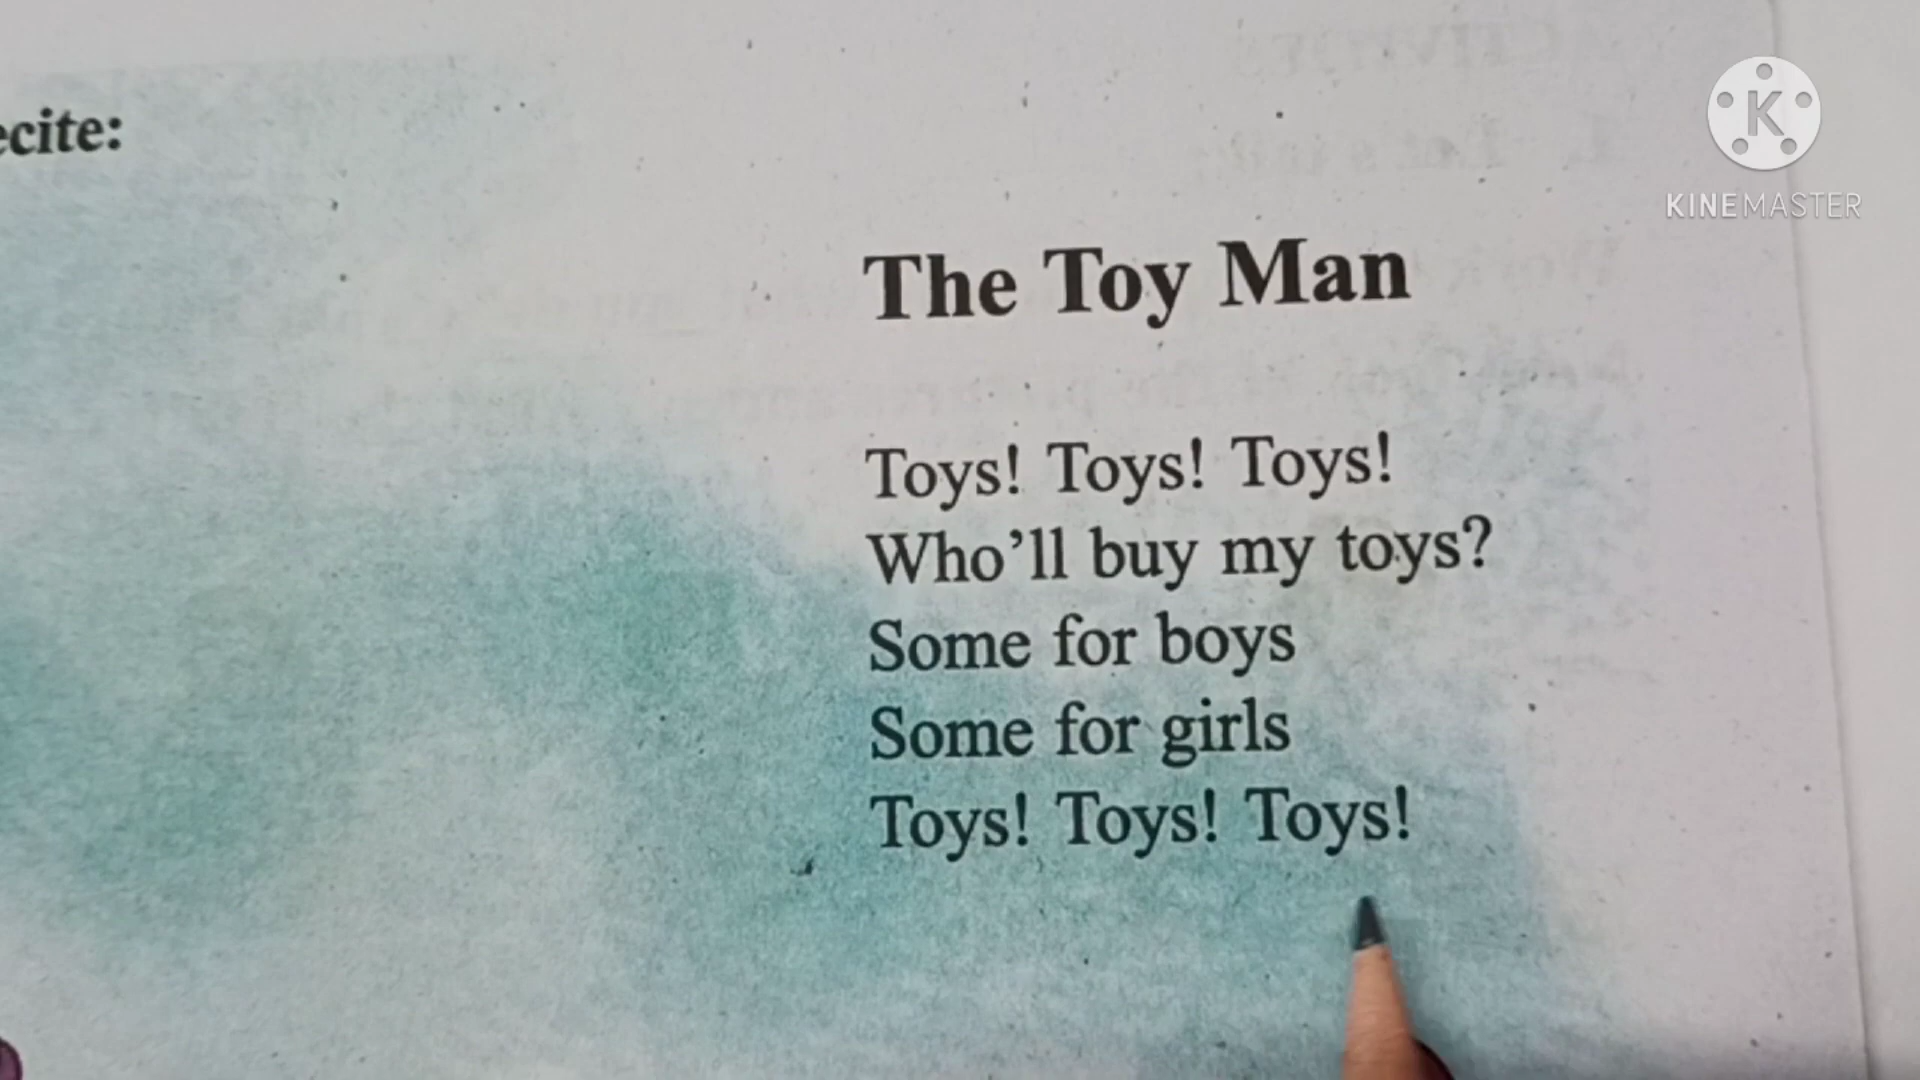 ecite:
KINEMASTER
The Toy Man
Toys! Toys! Toys!
Who'll buy my toys?
Some for boys
Some for girls
Toys! Toys! Toys!